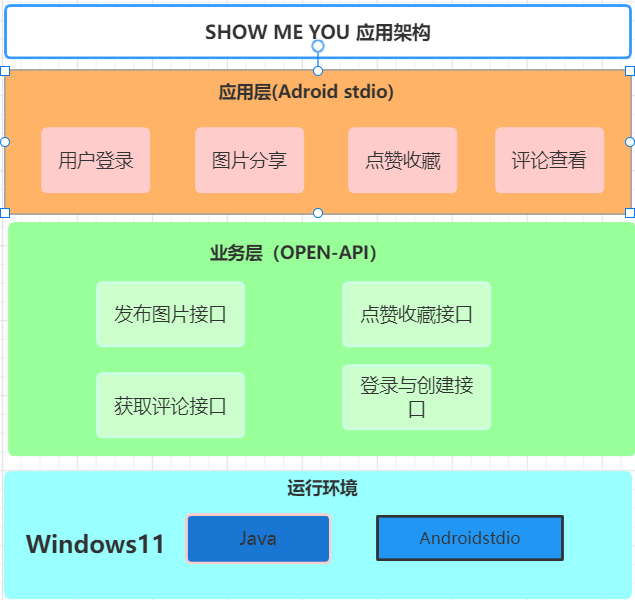 SHOW ME YOU 应用架构
应用层(Adroid stdio)
用户登录
图片分享
点赞收藏
评论查看
业务层（OPEN-API）
发布图片接口
点赞收藏接口
获取评论接口
登录与创建接
口
运行环境
Windows11
Java
Androidstdio